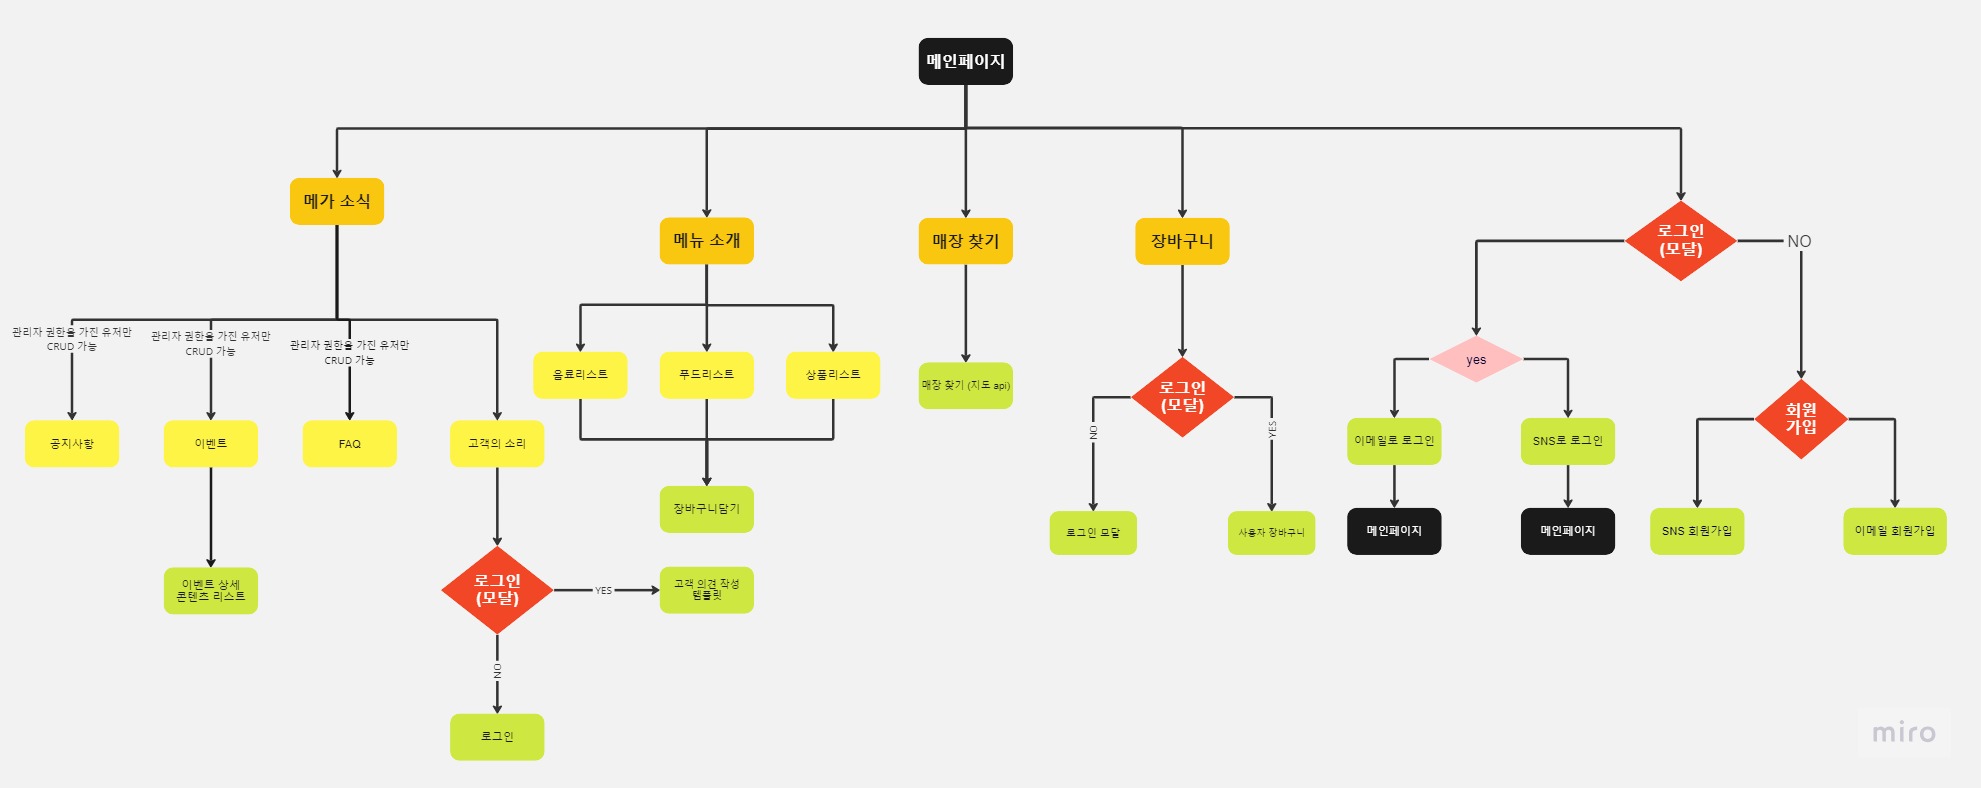 메인페이지
메가 소식
메뉴 소개
매장 찾기
장바구니
로그인
(모달)
NO
관리자 권한을 가진 유저만
CRUD 가능
관리자 권한을 가진 유저만
CRUD 가능
관리자 권한을 가진 유저만
CRUD 가능
공지사항
이벤트
FAQ
고객의 소리
이벤트 상세
콘텐츠 리스트
로그인
(모달)
YES
고객 의견 작성
템플릿
NO
로그인
음료리스트
푸드리스트
상품리스트
장바구니담기
매장 찾기 (지도 api)
로그인
(모달)
NO
YES
로그인 모달
사용자 장바구니
yes
이메일로 로그인
SNS로 로그인
메인페이지
메인페이지
회원
가입
SNS 회원가입
이메일 회원가입
miro